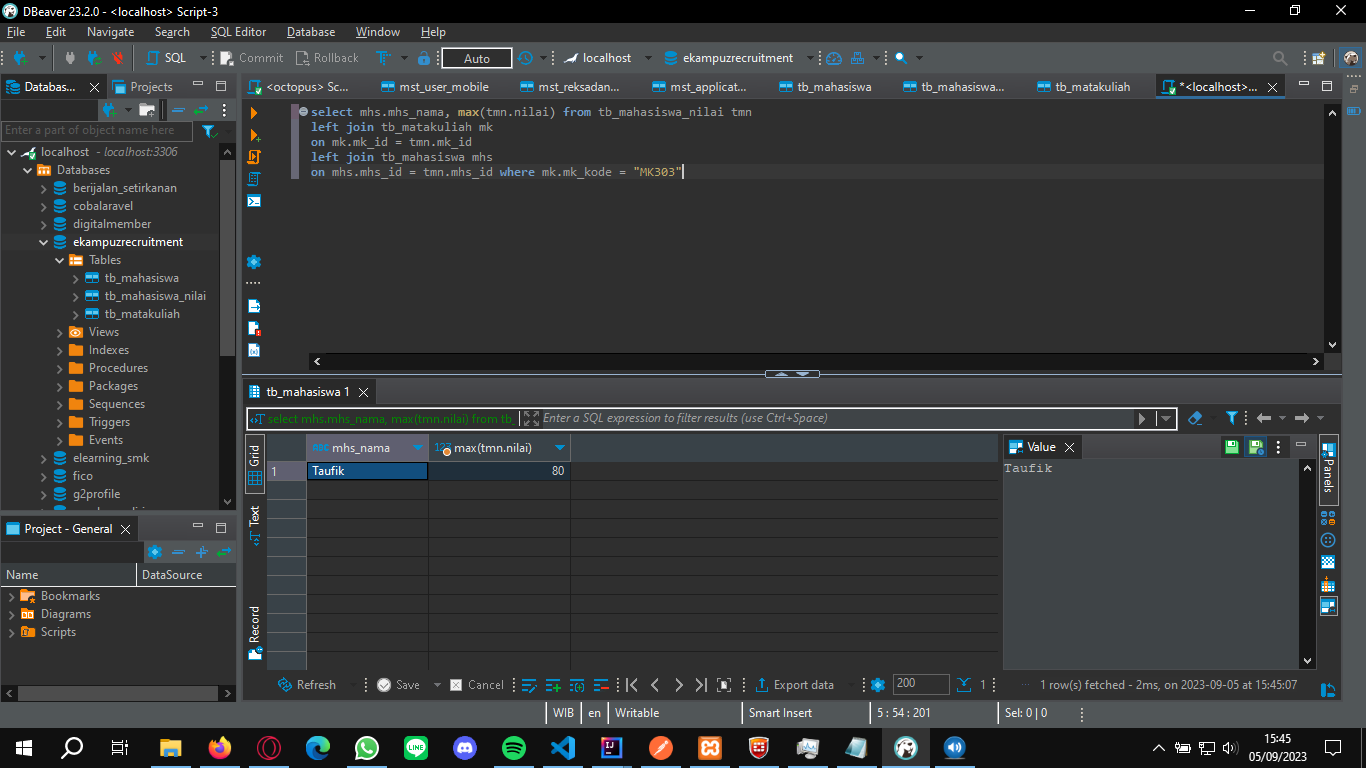 DBeaver 23.2.0 - <localhost> Script-3
File Edit Navigate Search SQL Editor Database Window Help
SQL Commit Rollback Auto localhost ekampuzrecruitment
Databas... Projects
<octopus> Sc... mst_user_mobile mst_reksadan... mst_applicat... tb_mahasiswa tb_mahasiswa... tb_matakuliah *<localhost>...
Enter a part of object name here
localhost - localhost:3306
Databases
berijalan_setirkanan
cobalaravel
digitalmember
ekampuzrecruitment
Tables
tb_mahasiswa
tb_mahasiswa_nilai
tb_matakuliah
Views
Indexes
Procedures
Packages
Sequences
Triggers
Events
elearning_smk
fico
g2profile
select mhs.mhs_nama, max(tmn.nilai) from tb_mahasiswa_nilai tmn
left join tb_matakuliah mk
on mk.mk_id = tmn.mk_id
left join tb_mahasiswa mhs
on mhs.mhs_id = tmn.mhs_id where mk.mk_kode = "MK303"
Project - General
Name DataSource
Bookmarks
Diagrams
Scripts
tb_mahasiswa 1
select mhs.mhs_nama, max(tmn.nilai) from tb_ Enter a SQL expression to filter results (use Ctrl+Space)
Grid
Text
Record
ABC mhs_nama 123 max(tmn.nilai)
1 Taufik 80
Value
Taufik
Panels
Refresh Save Cancel Export data 200 1 1 row(s) fetched - 2ms, on 2023-09-05 at 15:45:07
WIB en Writable Smart Insert 5 : 54 : 201 Sel: 0 | 0
15:45
05/09/2023